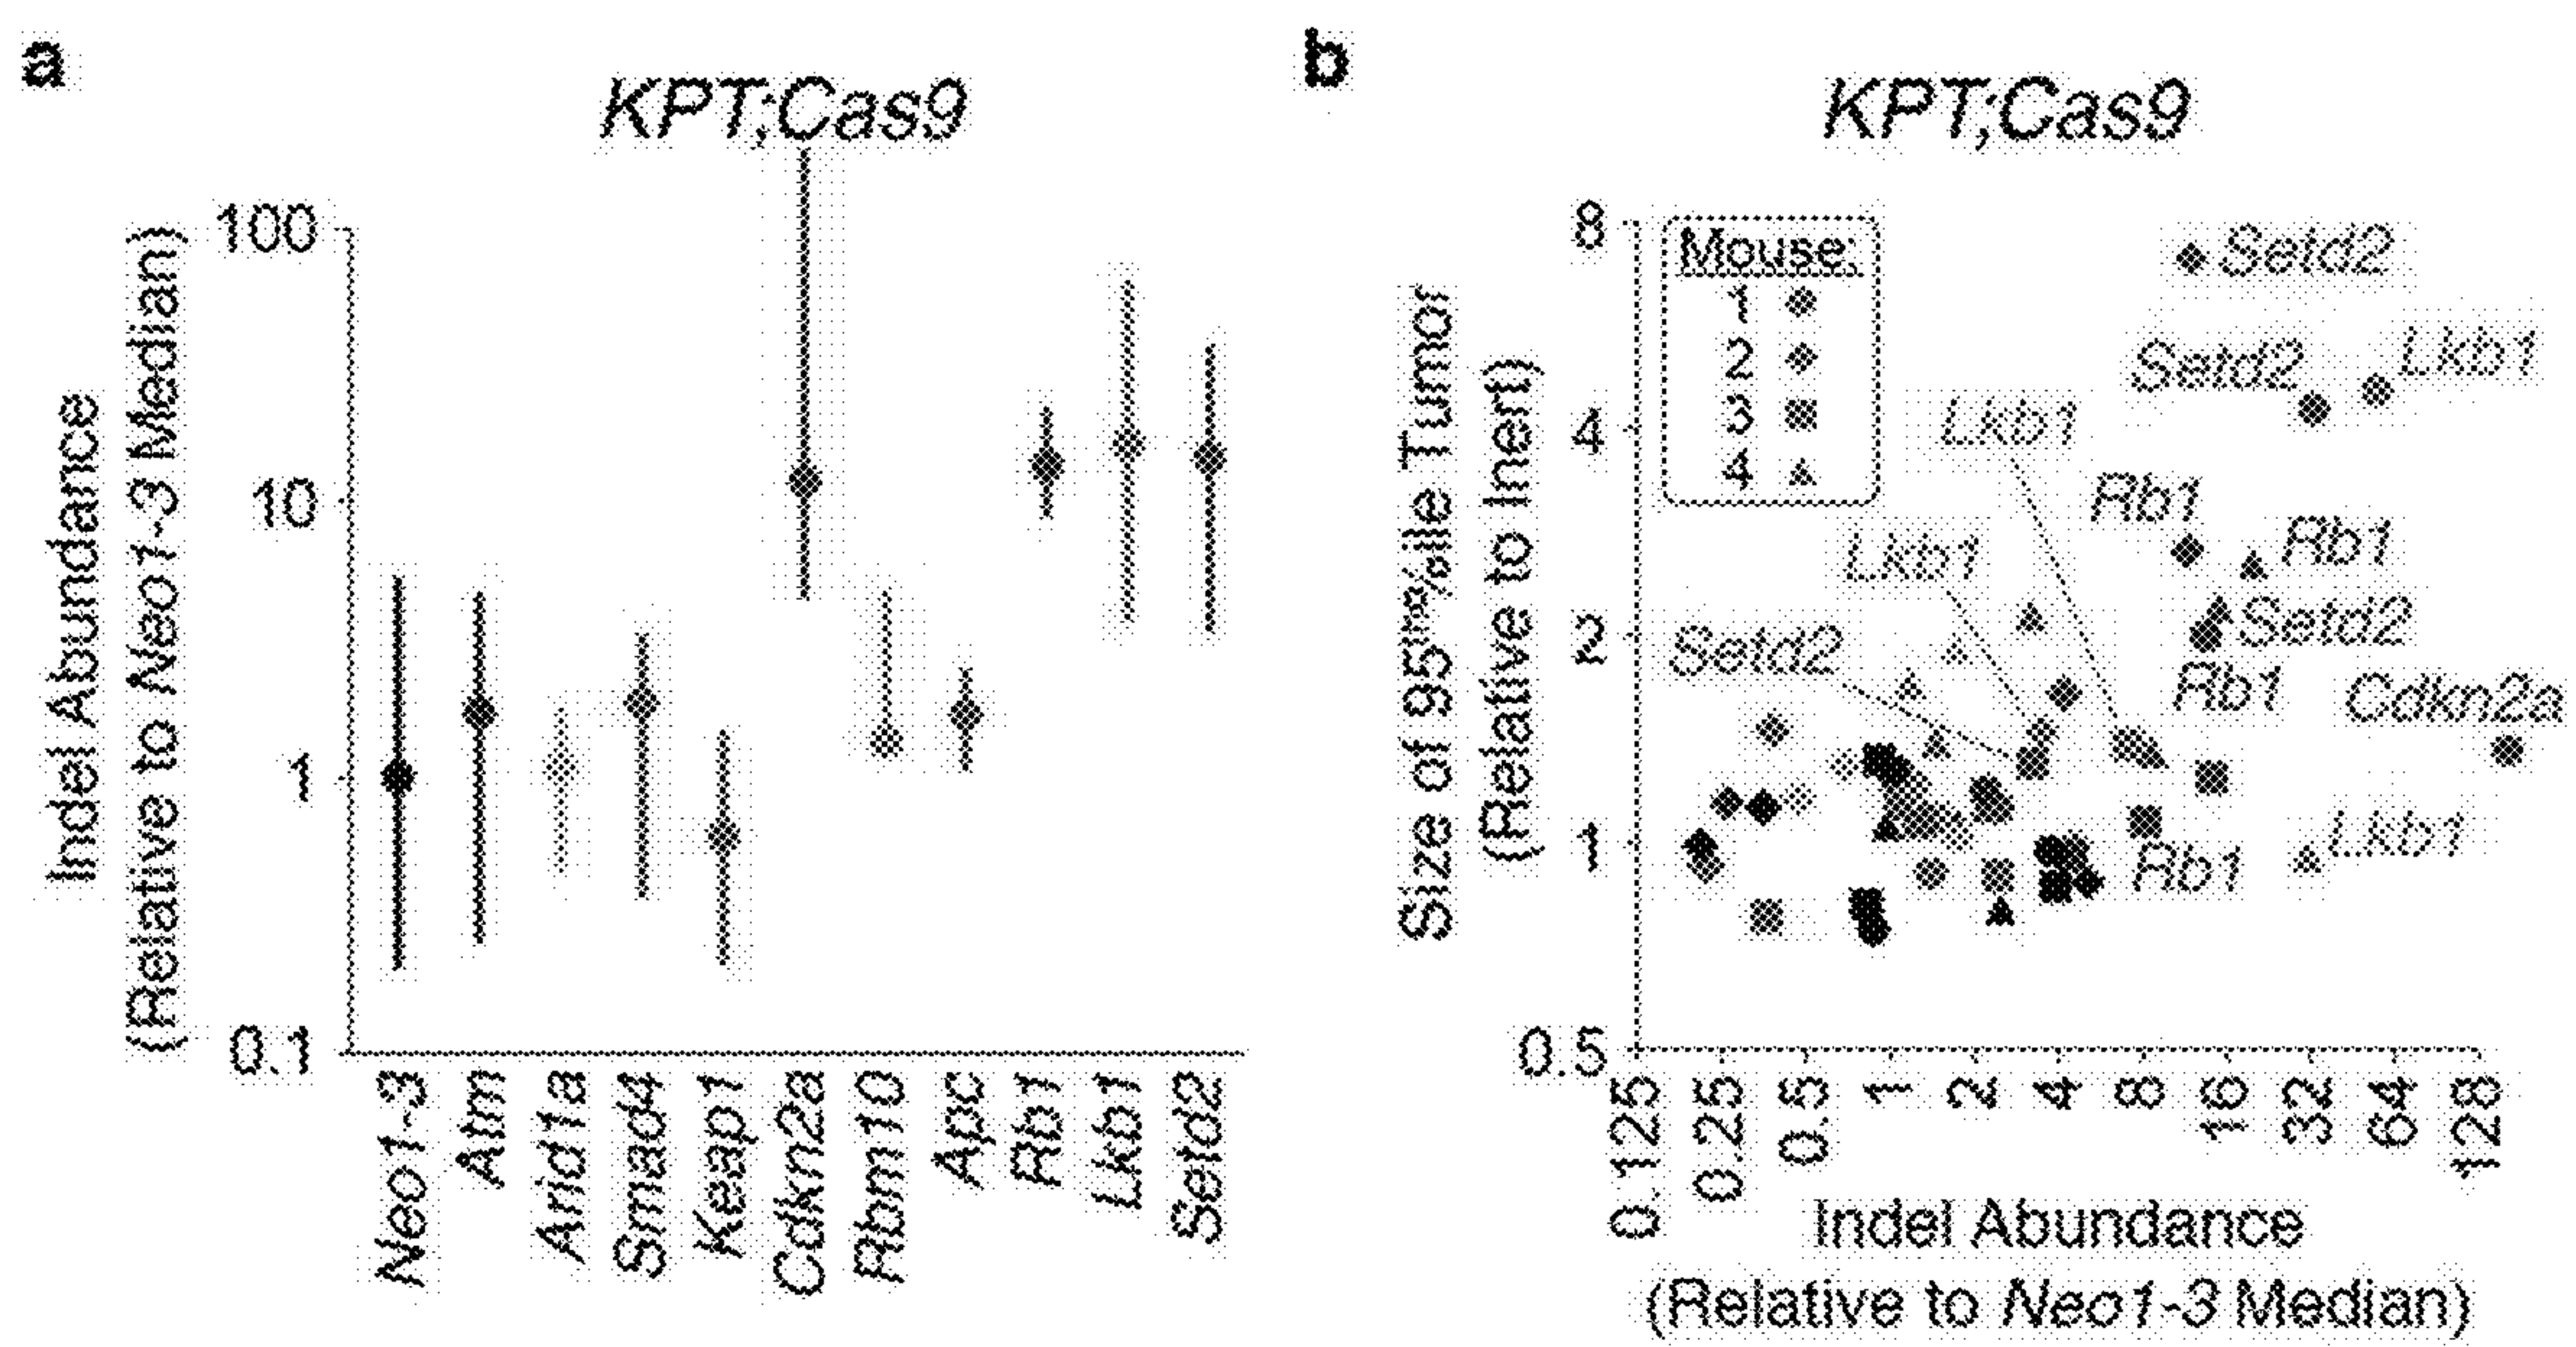 a
KPT;Cas9
Indel Abundance
(Relative to Neo1-3 Median)
100
10
1
0.1
Neo1-3
Atm
Arid1a
Smad4
Keap1
Cdkn2a
Rbm10
Apc
Rb1
Lkb1
Setd2
b
KPT;Cas9
Size of 95th%ile Tumor
(Relative to Inert)
8
4
2
1
0.5
Mouse:
1
2
3
4
Setd2
Setd2
Lkb1
Lkb1
Rb1
Rb1
Lkb1
Setd2
Setd2
Rb1
Cdkn2a
Rb1
Lkb1
0.125
0.25
0.5
1
2
4
8
16
32
64
128
Indel Abundance
(Relative to Neo1-3 Median)